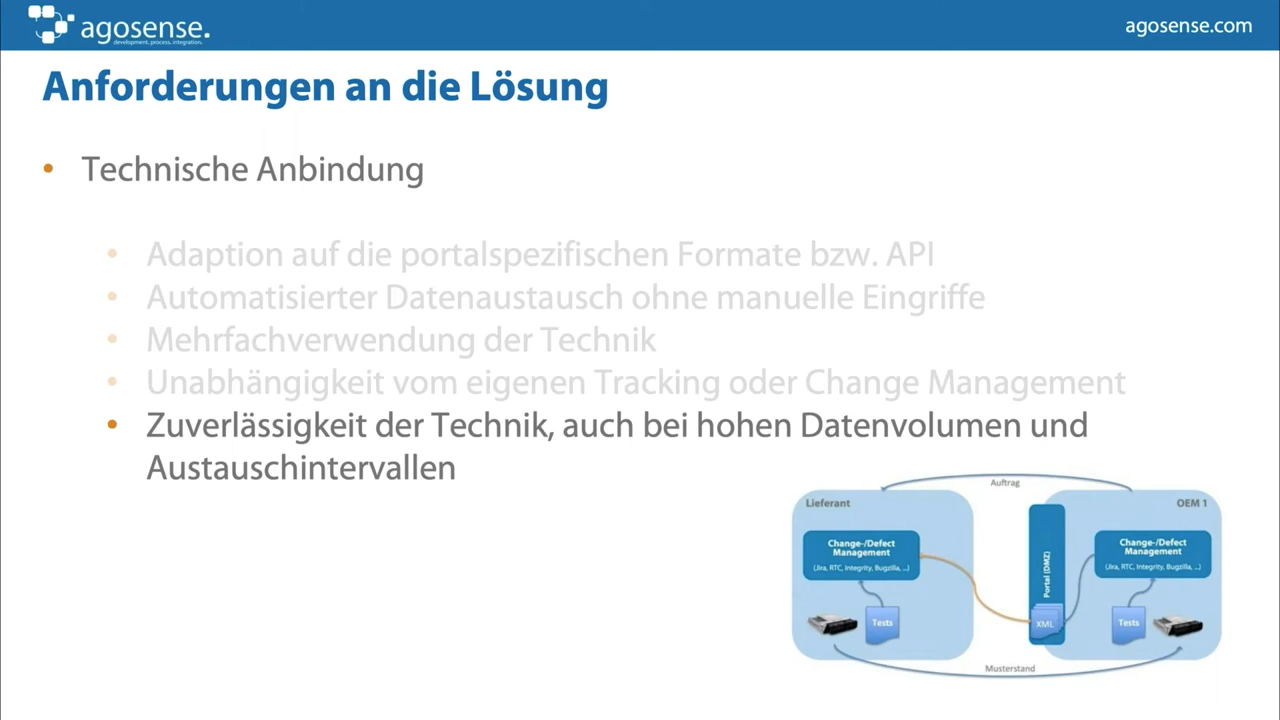 agosense.
development. process. integration.
agosense.com
Anforderungen an die Lösung
• Technische Anbindung
• Adaption auf die portalspezifischen Formate bzw. API
• Automatisierter Datenaustausch ohne manuelle Eingriffe
• Mehrfachverwendung der Technik
• Unabhängigkeit vom eigenen Tracking oder Change Management
• Zuverlässigkeit der Technik, auch bei hohen Datenvolumen und
Austauschintervallen
Auftrag
Lieferant
OEM 1
Change-/Defect
Management
(Jira, RTC, Integrity, Bugzilla, ...)
Portal (DMZ)
Change-/Defect
Management
(Jira, RTC, Integrity, Bugzilla, ...)
Tests
XML
Tests
Musterstand